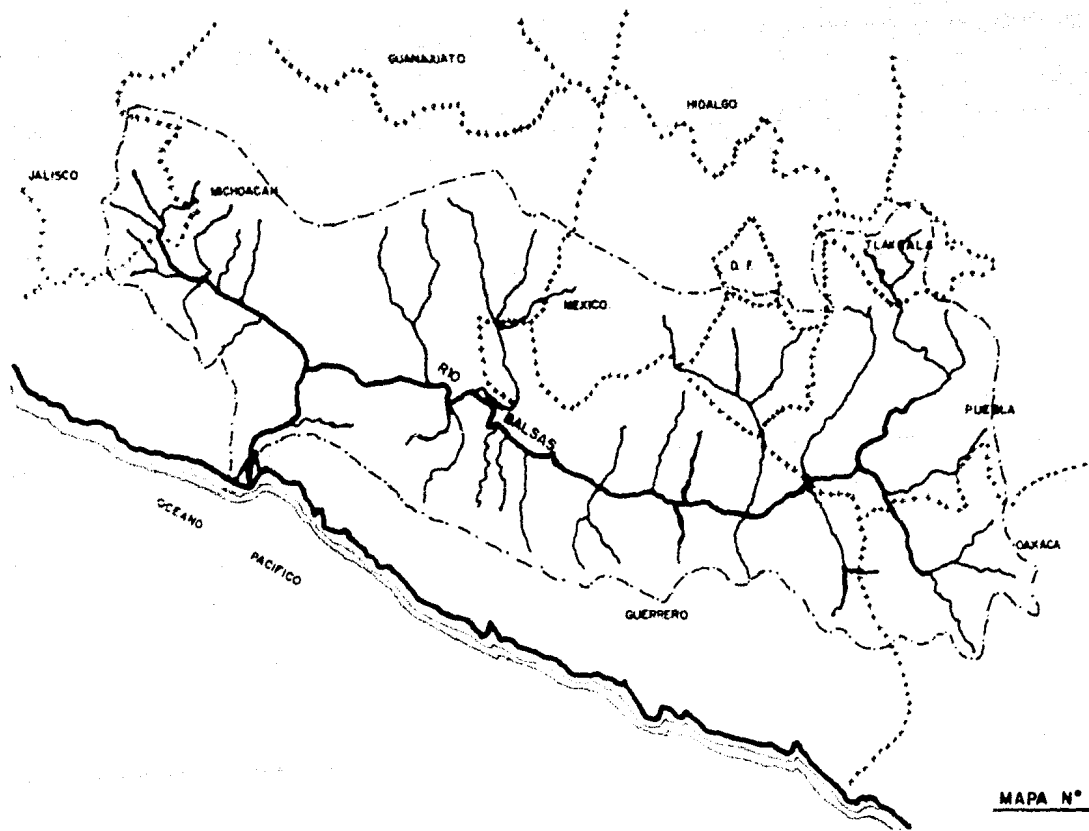 GUANAJUATO
HIDALGO
JALISCO
MICHOACAN
TLAXCALA
D. F.
MEXICO
RIO
BALSAS
PUEBLA
OCEANO
PACIFICO
OAXACA
GUERRERO
MAPA N°